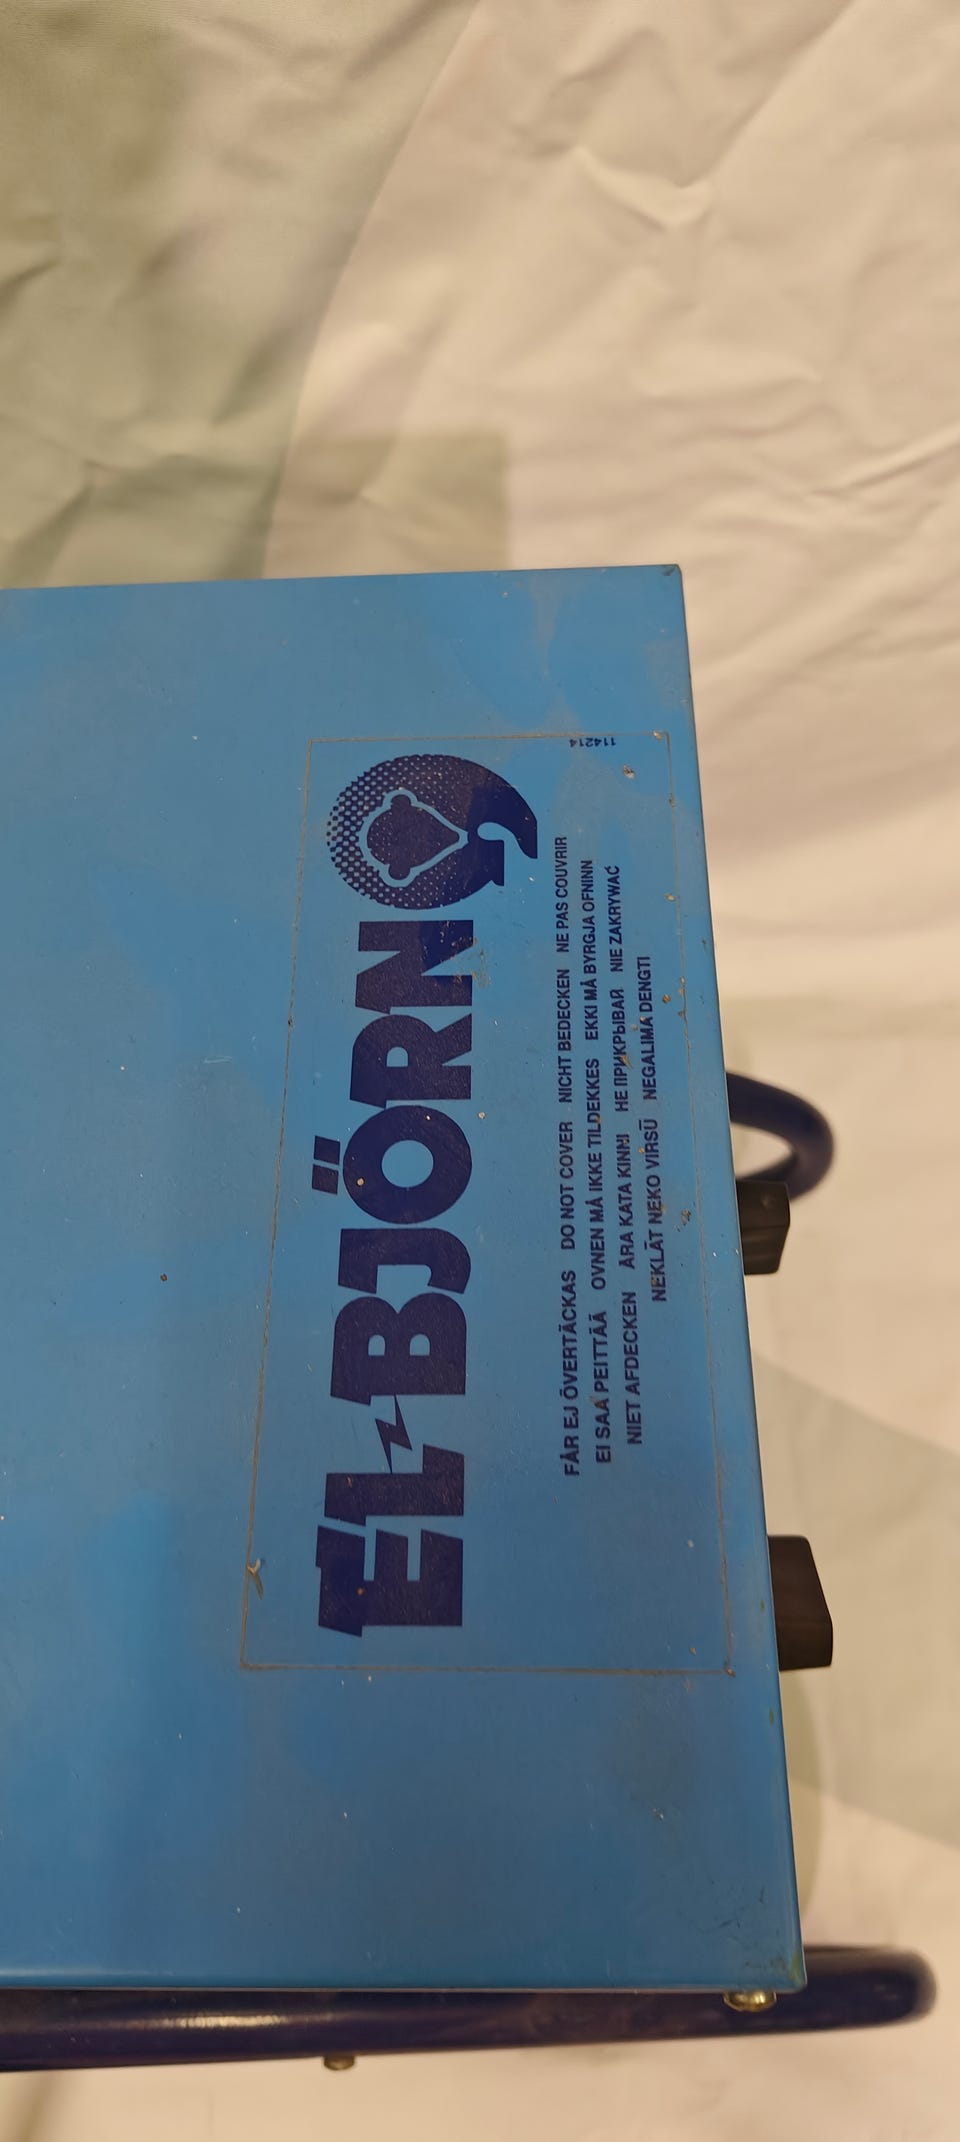 EL-BJÖRN
FÅR EJ ÖVERTÄCKAS DO NOT COVER NICHT BEDECKEN NE PAS COUVRIR
EI SAA PEITTÄÄ OVNEN MÅ IKKE TILDEKKES EKKI MÁ BYRGJA OFNINN
NIET AFDECKEN ÄRA KATA KINNI НЕ ПРИКРЫВАЯ NIE ZAKRYWAĆ
NEKLĀT NEKO VIRSŪ NEGALIMA DENGTI
114214